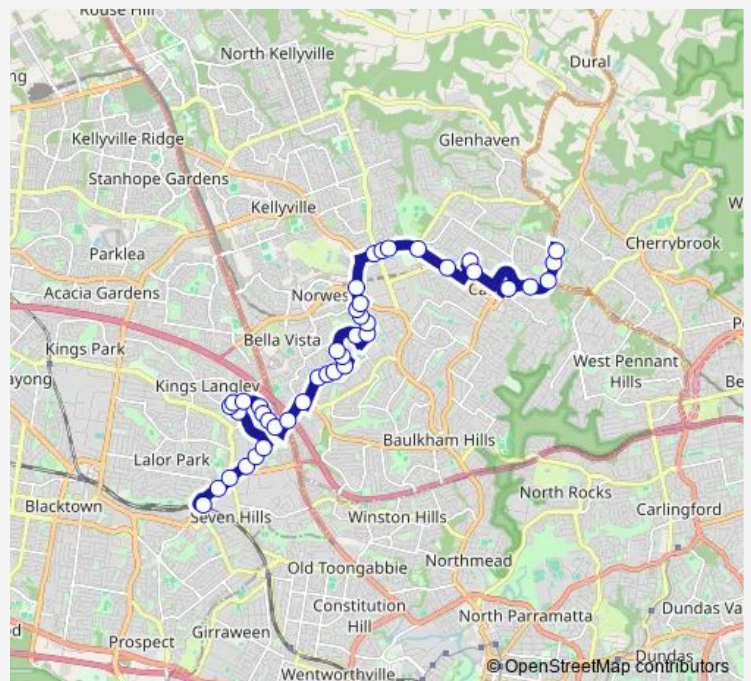 Rouse Hill
North Kellyville
Dural
Kellyville Ridge
Glenhaven
Stanhope Gardens
Kellyville
Cherrybrook
Parklea
Acacia Gardens
Norwes
Bella Vista
Kings Park
West Pennant
Hills
Kings Langley
Baulkham Hills
Lalor Park
North Rocks
Blacktown
Seven Hills
Winston Hills
Carlingford
Old Toongabbie
Northmead
Constitution
Hill
North Parramatta
Dundas Va
Prospect
Girraween
Dundas
Wentworthville
© OpenStreetMap contributors